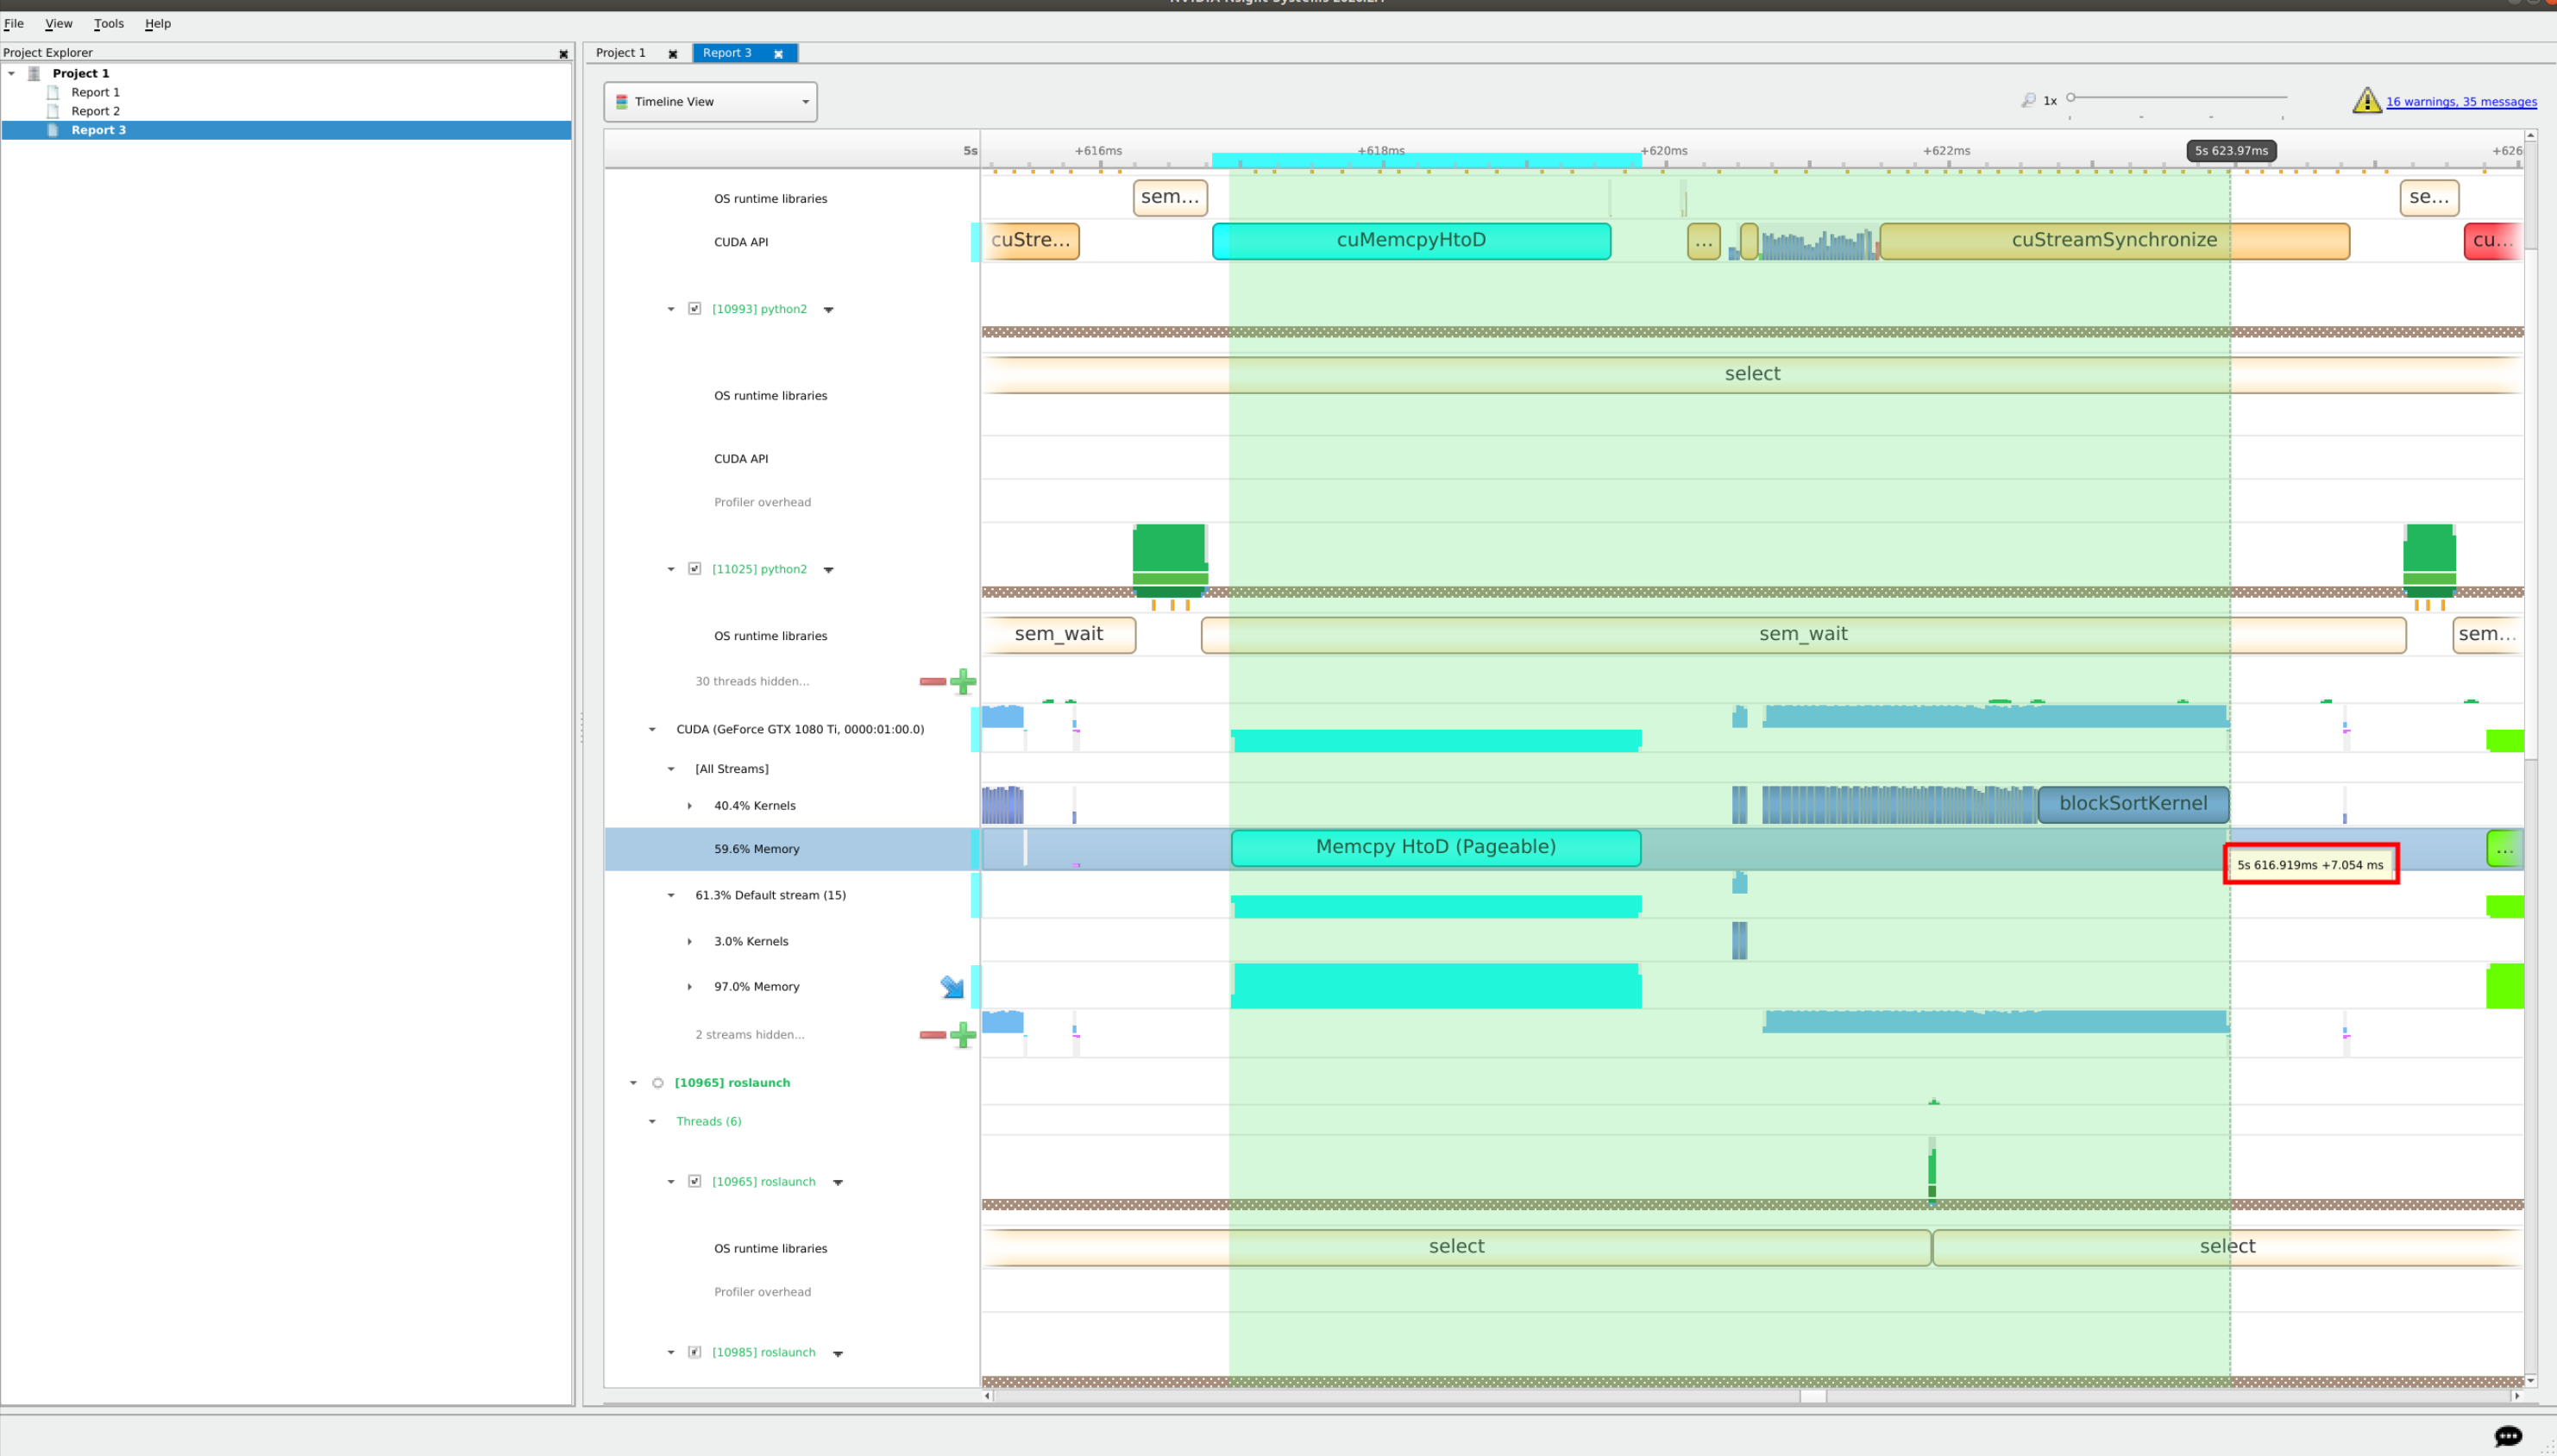 File View Tools Help
Project Explorer
Project 1
Report 1
Report 2
Report 3
Project 1
Report 3
Timeline View
1x
16 warnings, 35 messages
5s
+616ms
+618ms
+620ms
+622ms
5s 623.97ms
+626
OS runtime libraries
sem...
se...
CUDA API
cuStre...
cuMemcpyHtoD
...
cuStreamSynchronize
cu...
[10993] python2
OS runtime libraries
select
CUDA API
Profiler overhead
[11025] python2
OS runtime libraries
sem_wait
sem_wait
sem...
30 threads hidden...
CUDA (GeForce GTX 1080 Ti, 0000:01:00.0)
[All Streams]
40.4% Kernels
blockSortKernel
59.6% Memory
Memcpy HtoD (Pageable)
...
5s 616.919ms +7.054 ms
61.3% Default stream (15)
3.0% Kernels
97.0% Memory
2 streams hidden...
[10965] roslaunch
Threads (6)
[10965] roslaunch
OS runtime libraries
select
select
Profiler overhead
[10985] roslaunch